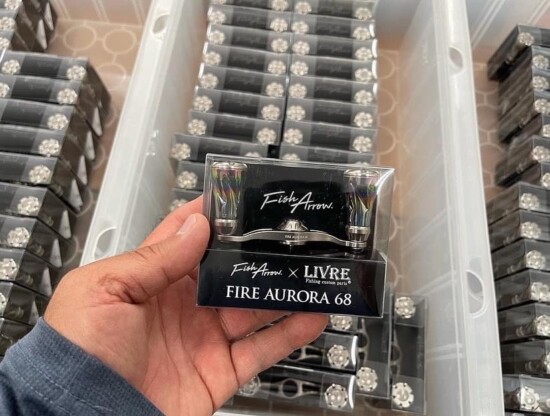 Fish Arrow.
Fish Arrow. × LIVRE
Fishing custom parts
FIRE AURORA 68